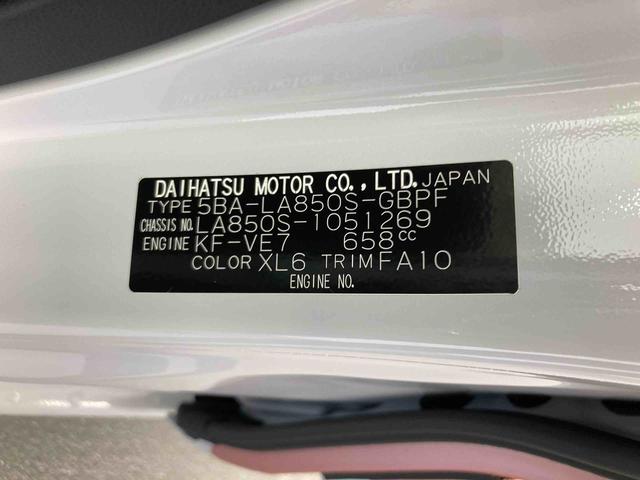 DAIHATSU MOTOR CO., LTD. JAPAN
TYPE 5BA-LA850S-GBPF
CHASSIS NO. LA850S-1051269
ENGINE KF-VE7 658cc
COLOR XL6 TRIM FA10
ENGINE NO.